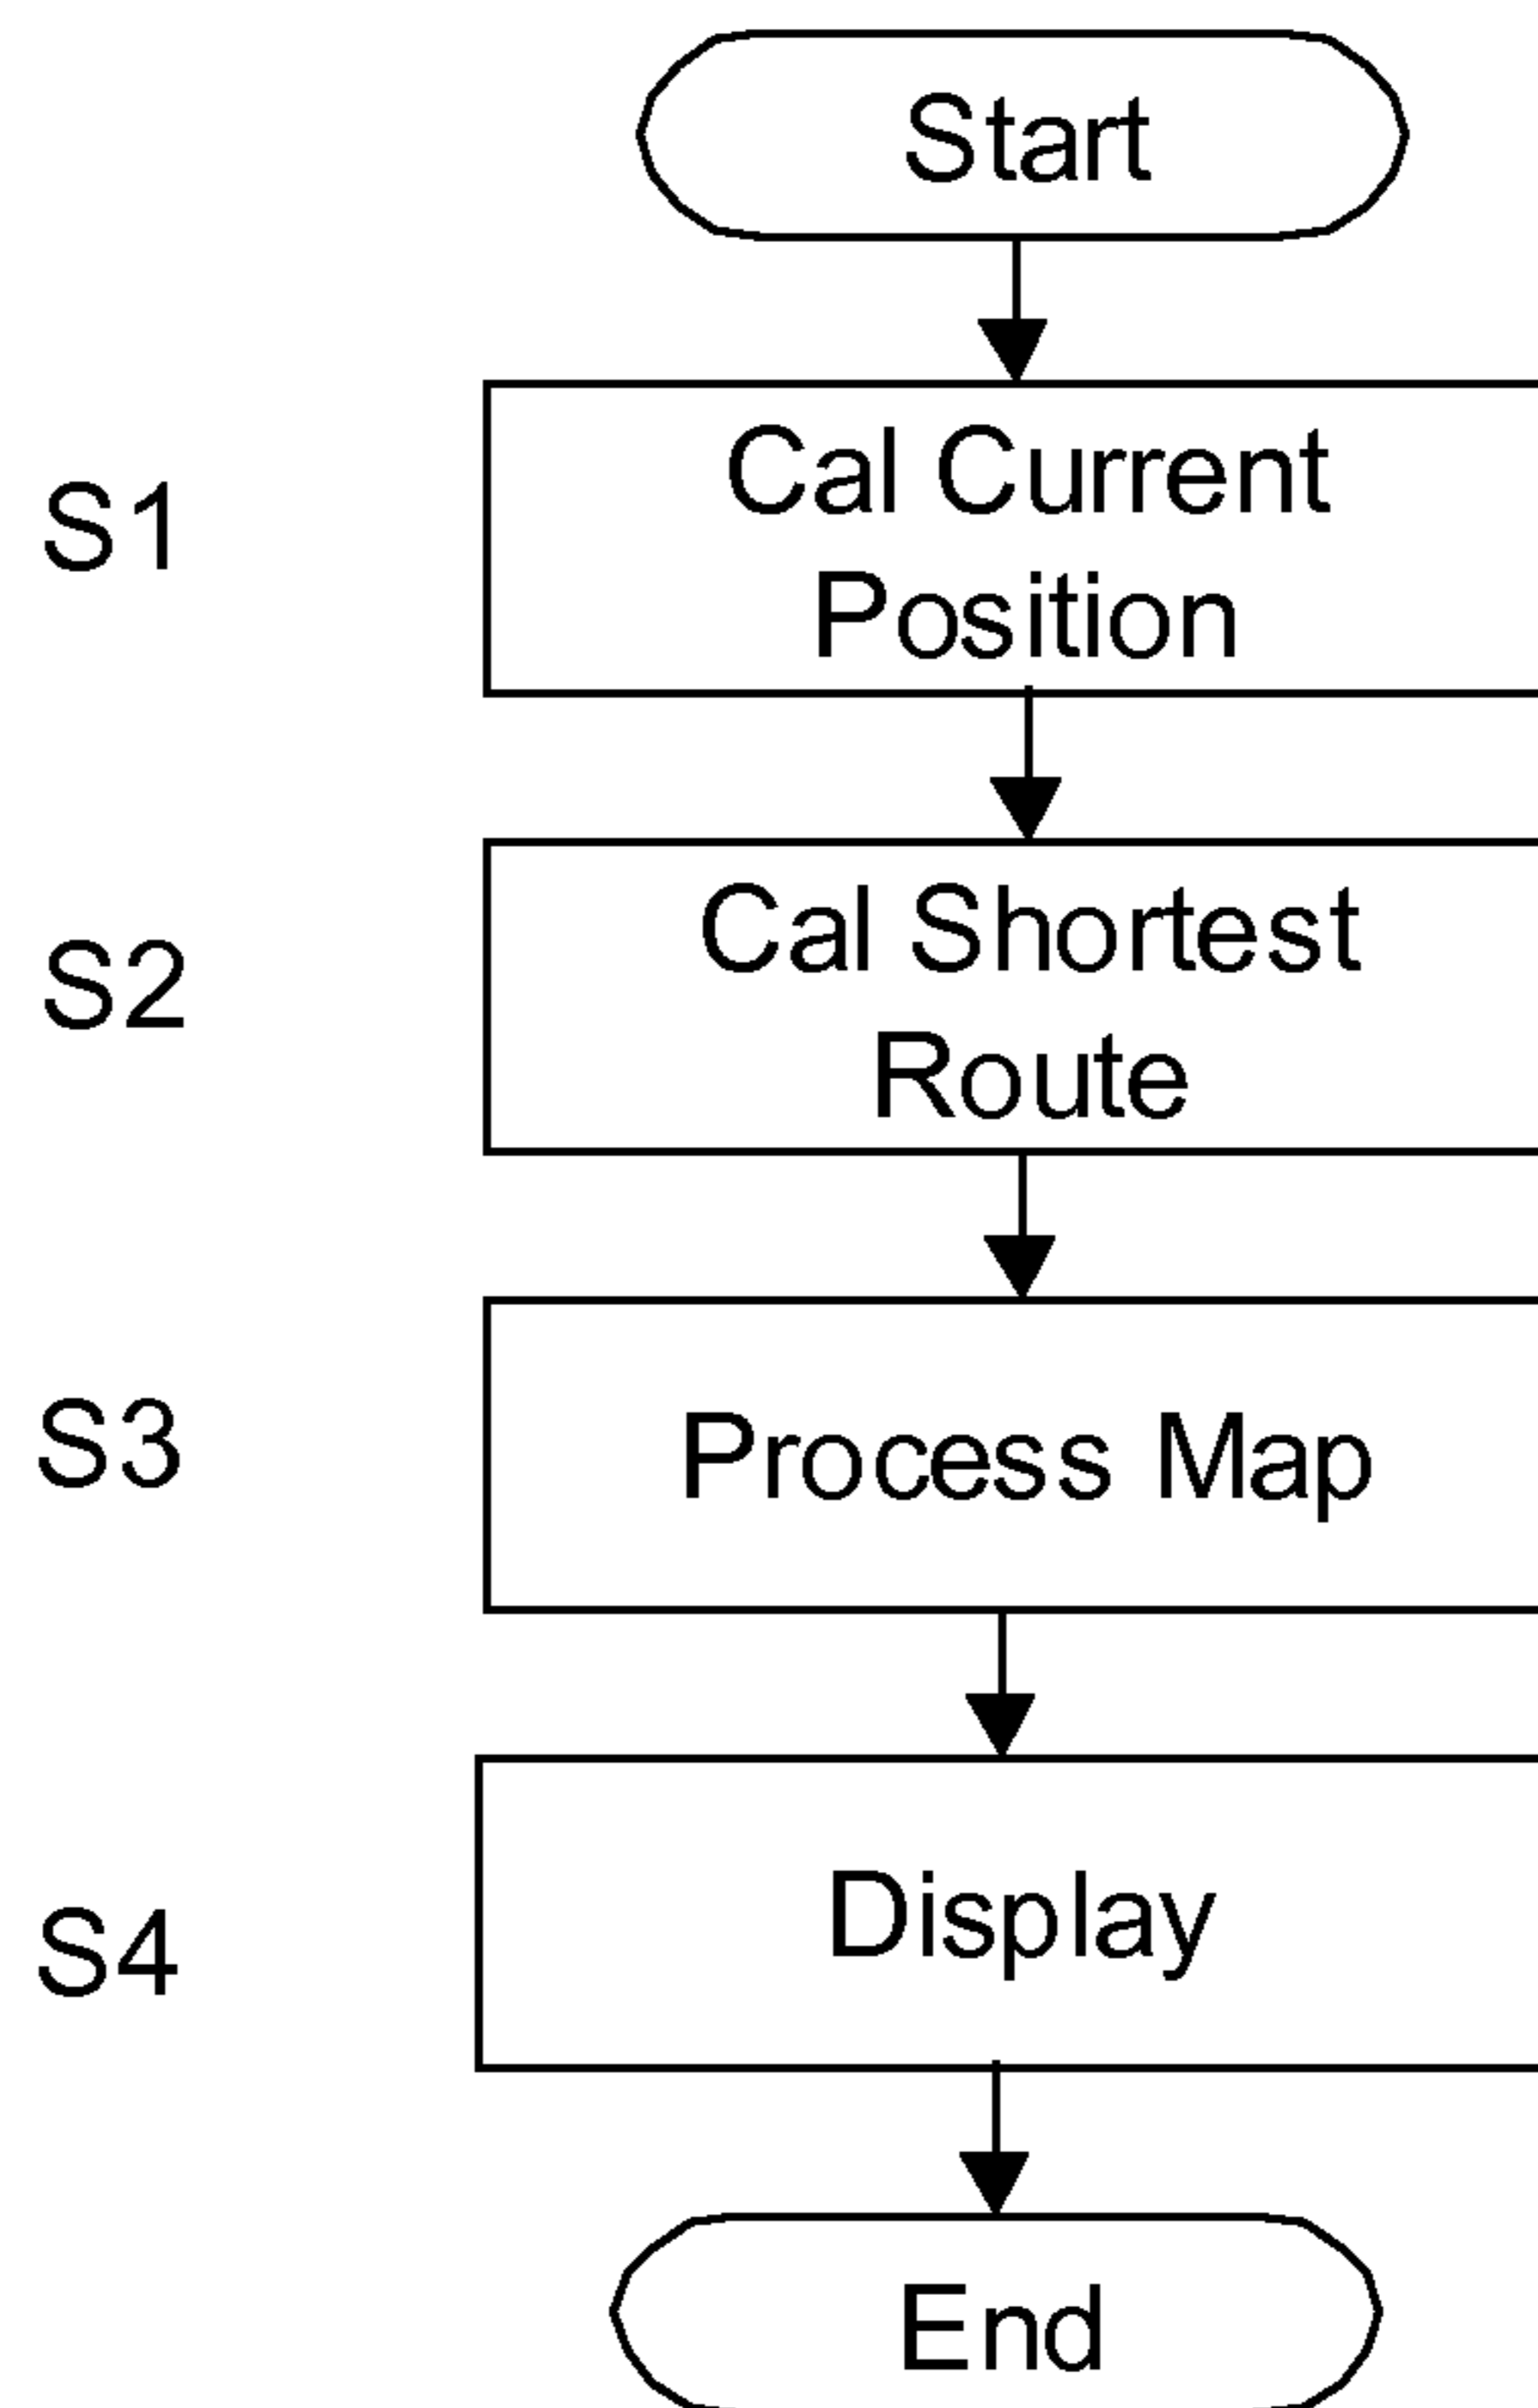 Start
S1
Cal Current
Position
S2
Cal Shortest
Route
S3
Process Map
S4
Display
End